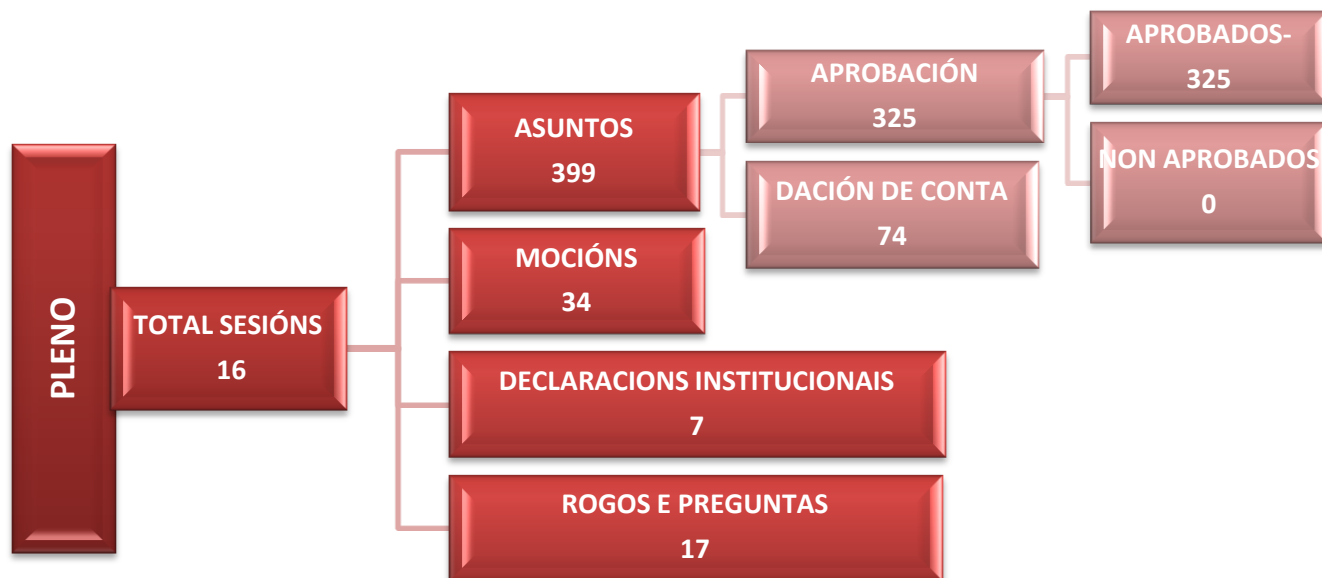 PLENO
TOTAL SESIÓNS
16
ASUNTOS
399
APROBACIÓN
325
APROBADOS-
325
NON APROBADOS
0
DACIÓN DE CONTA
74
MOCIÓNS
34
DECLARACIONS INSTITUCIONAIS
7
ROGOS E PREGUNTAS
17